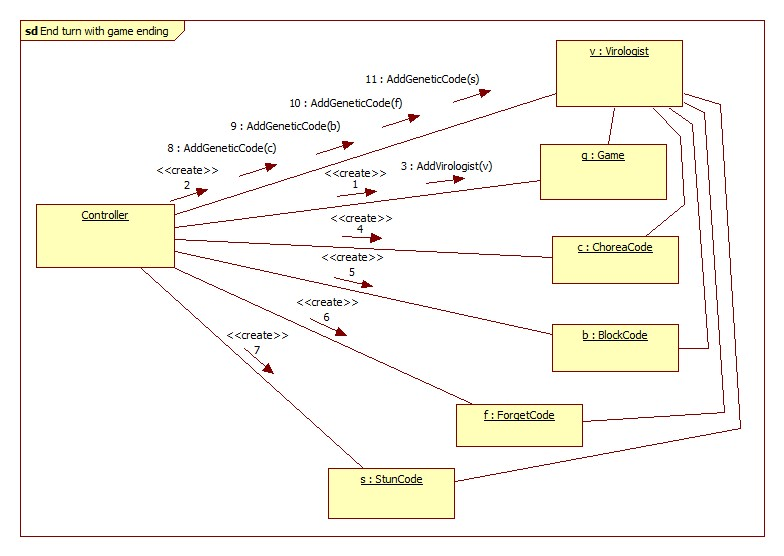 sd End turn with game ending
v : Virologist
11 : AddGeneticCode(s)
10 : AddGeneticCode(f)
9 : AddGeneticCode(b)
8 : AddGeneticCode(c)
<<create>>
2
<<create>>
1
3 : AddVirologist(v)
g : Game
Controller
<<create>>
4
c : ChoreaCode
<<create>>
5
<<create>>
6
b : BlockCode
<<create>>
7
f : ForgetCode
s : StunCode